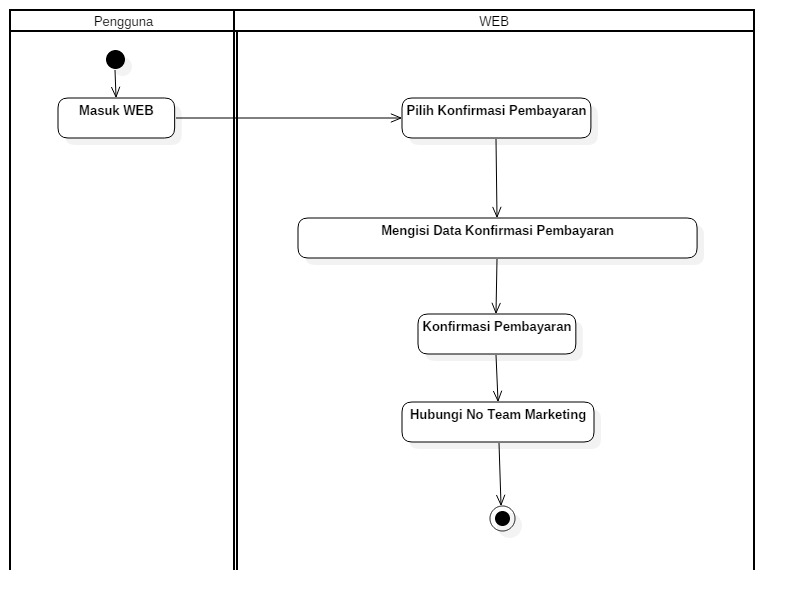 Pengguna
WEB
Masuk WEB
Pilih Konfirmasi Pembayaran
Mengisi Data Konfirmasi Pembayaran
Konfirmasi Pembayaran
Hubungi No Team Marketing